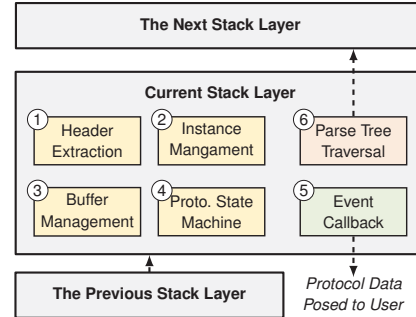 The Next Stack Layer
Current Stack Layer
1
Header
Extraction
2
Instance
Mangament
6
Parse Tree
Traversal
3
Buffer
Management
4
Proto. State
Machine
5
Event
Callback
The Previous Stack Layer
Protocol Data
Posed to User